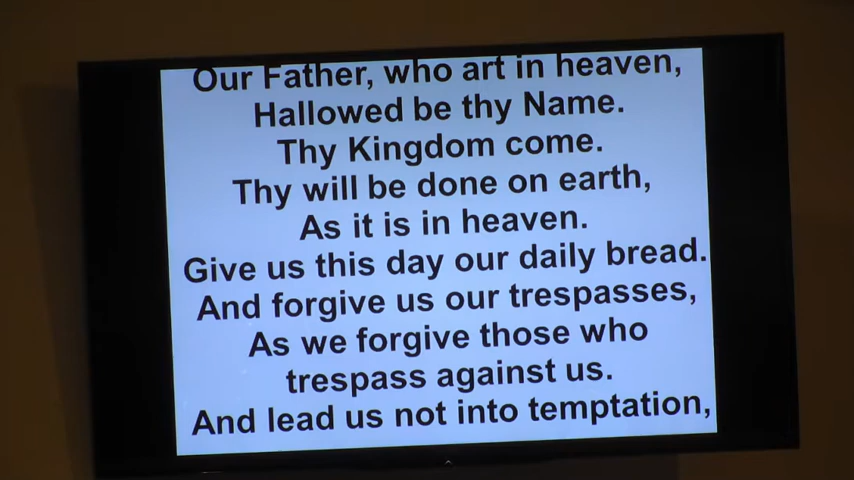 Our Father, who art in heaven,
Hallowed be thy Name.
Thy Kingdom come.
Thy will be done on earth,
As it is in heaven.
Give us this day our daily bread.
And forgive us our trespasses,
As we forgive those who
trespass against us.
And lead us not into temptation,